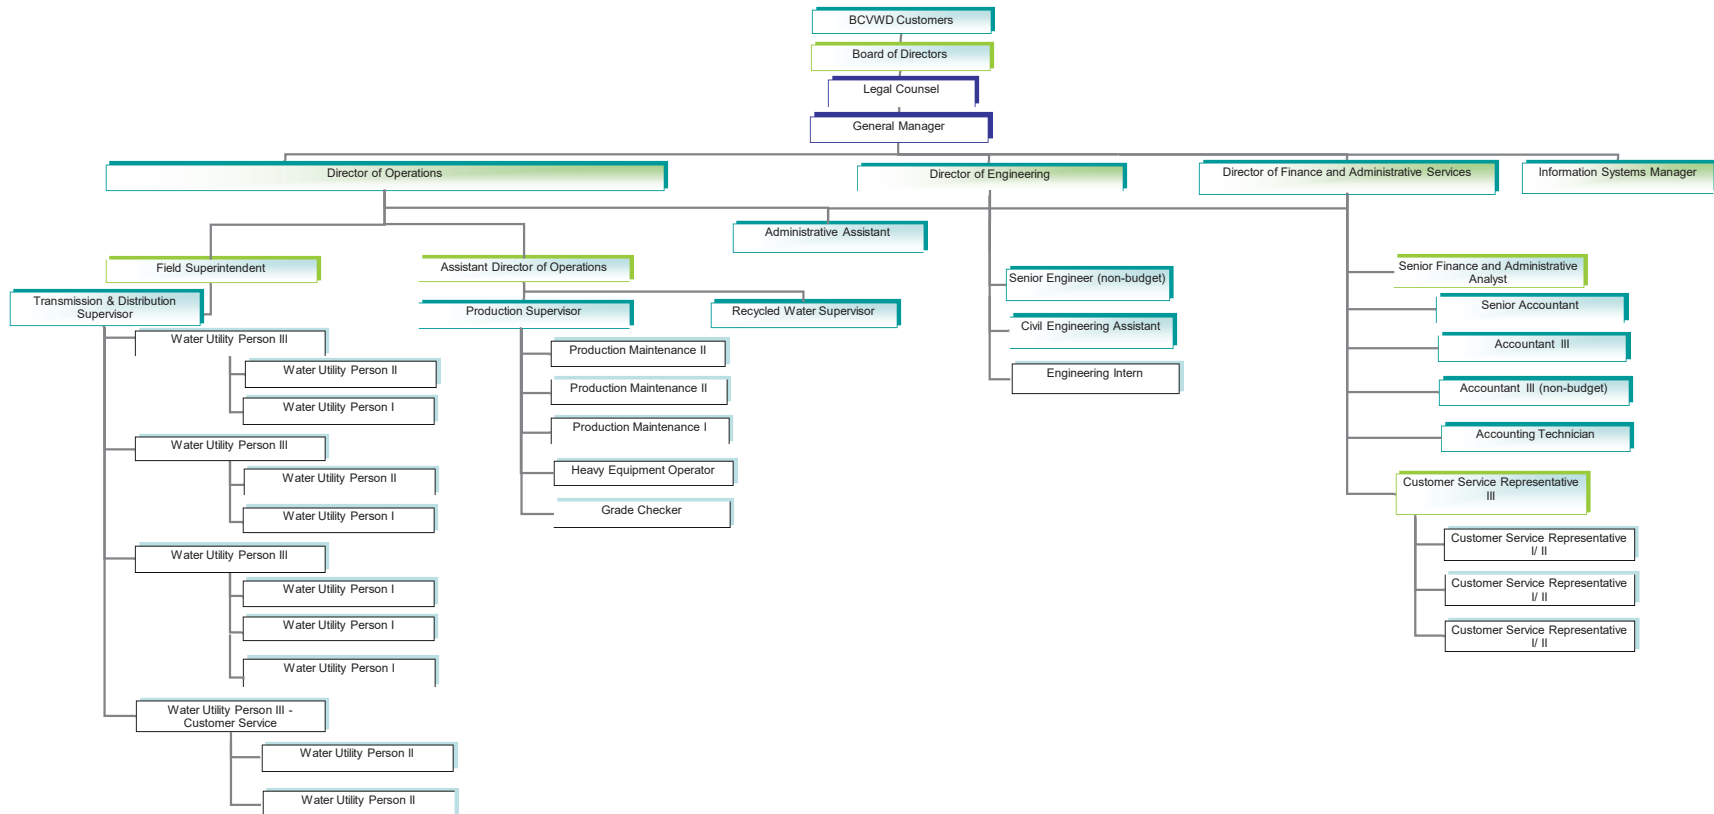 BCVWD Customers
Board of Directors
Legal Counsel
General Manager
Director of Operations
Director of Engineering
Director of Finance and Administrative Services
Information Systems Manager
Administrative Assistant
Field Superintendent
Assistant Director of Operations
Transmission & Distribution
Supervisor
Production Supervisor
Recycled Water Supervisor
Water Utility Person III
Water Utility Person II
Water Utility Person I
Water Utility Person III
Water Utility Person II
Water Utility Person I
Water Utility Person III
Water Utility Person I
Water Utility Person I
Water Utility Person I
Water Utility Person III -
Customer Service
Water Utility Person II
Water Utility Person II
Production Maintenance II
Production Maintenance II
Production Maintenance I
Heavy Equipment Operator
Grade Checker
Senior Engineer (non-budget)
Civil Engineering Assistant
Engineering Intern
Senior Finance and Administrative
Analyst
Senior Accountant
Accountant III
Accountant III (non-budget)
Accounting Technician
Customer Service Representative
III
Customer Service Representative
I/ II
Customer Service Representative
I/ II
Customer Service Representative
I/ II